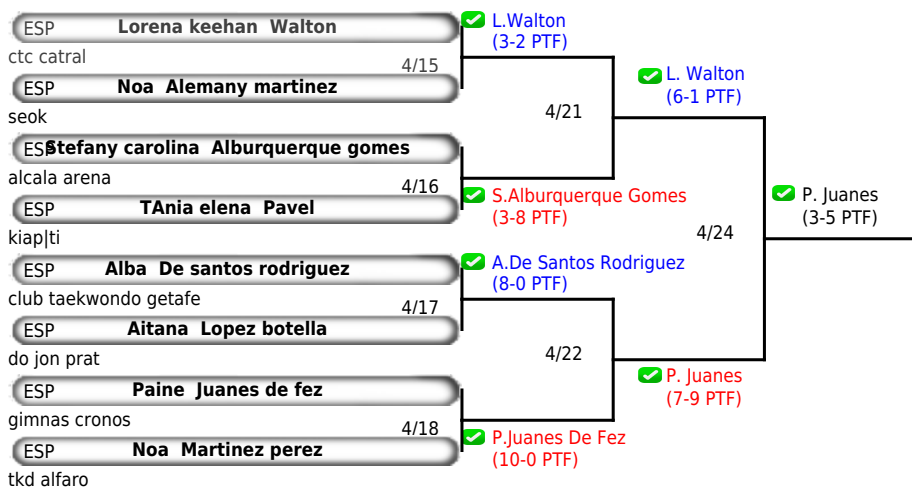 ESP Lorena keehan Walton
ctc catral
4/15
ESP Noa Alemany martinez
seok
ESP Stefany carolina Alburquerque gomes
alcala arena
4/16
ESP TAnia elena Pavel
kiap|ti
ESP Alba De santos rodriguez
club taekwondo getafe
4/17
ESP Aitana Lopez botella
do jon prat
ESP Paine Juanes de fez
gimnas cronos
4/18
ESP Noa Martinez perez
tkd alfaro
L.Walton
(3-2 PTF)
4/21
S.Alburquerque Gomes
(3-8 PTF)
A.De Santos Rodriguez
(8-0 PTF)
4/22
P.Juanes De Fez
(10-0 PTF)
L. Walton
(6-1 PTF)
4/24
P. Juanes
(7-9 PTF)
P. Juanes
(3-5 PTF)